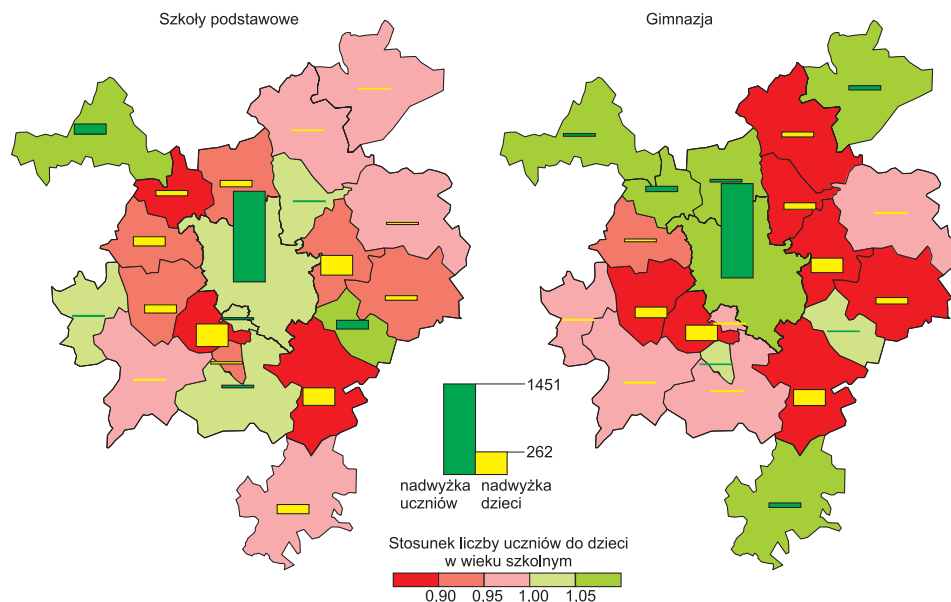 Szkoły podstawowe
Gimnazja
1451
262
nadwyżka
uczniów
nadwyżka
dzieci
Stosunek liczby uczniów do dzieci
w wieku szkolnym
0,90 0,95 1.00 1.05